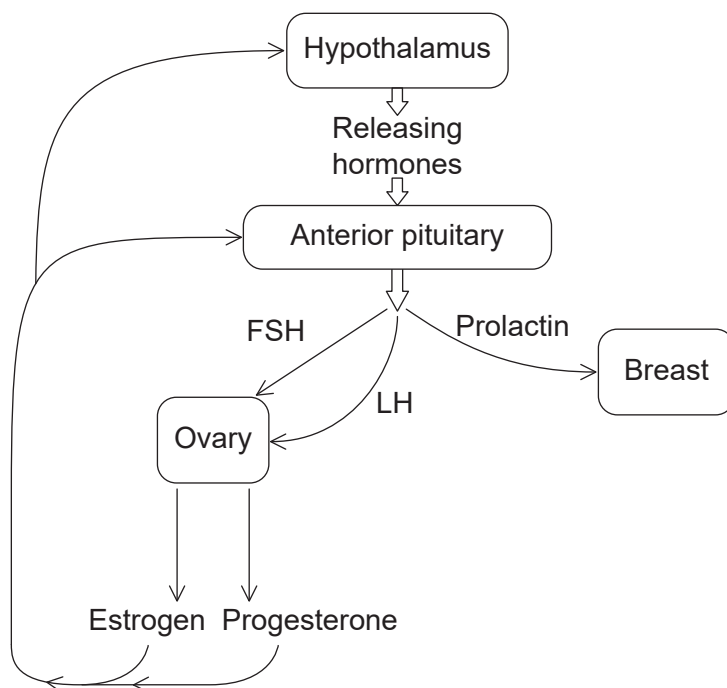 Hypothalamus
Releasing
hormones
Anterior pituitary
FSH
Prolactin
LH
Breast
Ovary
Estrogen
Progesterone